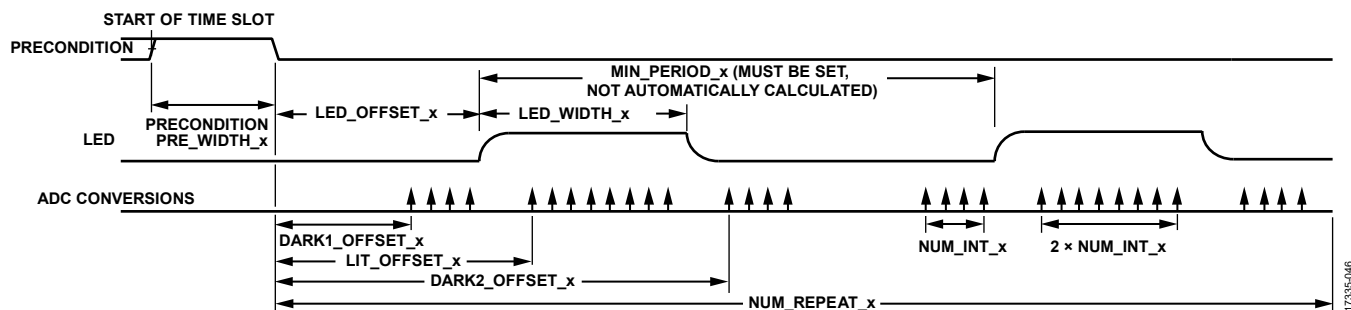 START OF TIME SLOT
PRECONDITION
MIN_PERIOD_x (MUST BE SET,
NOT AUTOMATICALLY CALCULATED)
LED_OFFSET_x
LED_WIDTH_x
PRECONDITION
PRE_WIDTH_x
LED
ADC CONVERSIONS
DARK1_OFFSET_x
NUM_INT_x
2 × NUM_INT_x
LIT_OFFSET_x
DARK2_OFFSET_x
NUM_REPEAT_x
17335-046